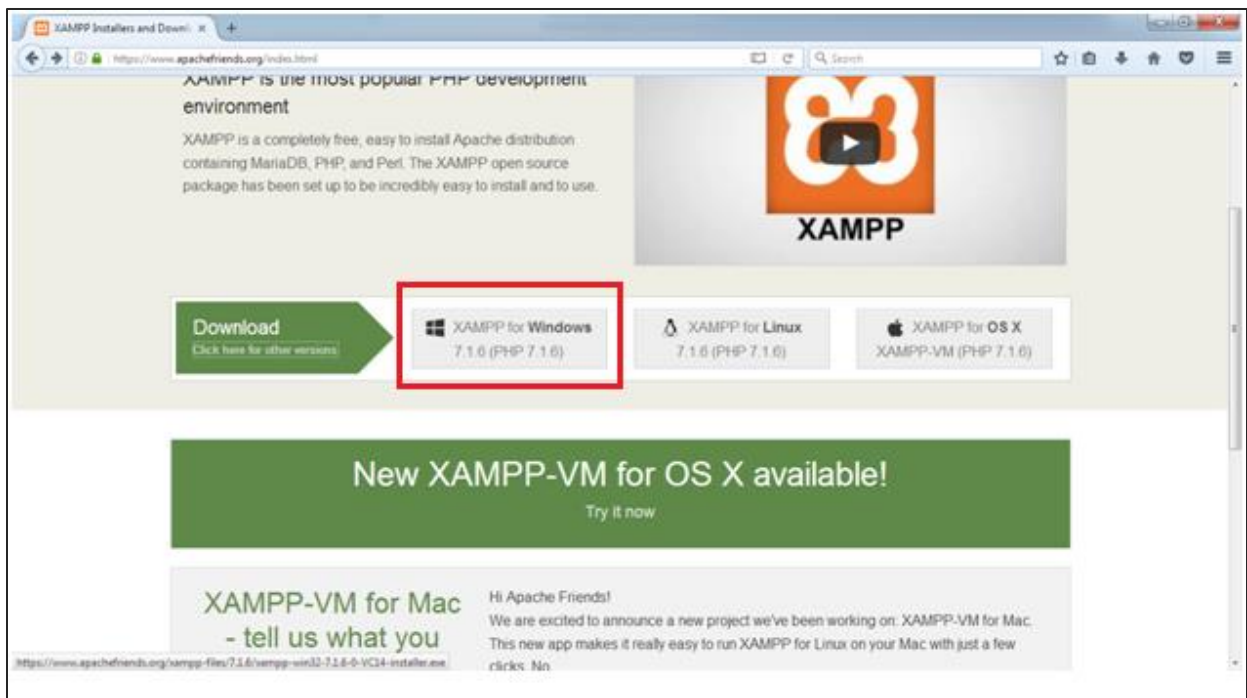 XAMPP Installers and Downl
https://www.apachefriends.org/index.html
Search
XAMPP is the most popular PHP development
environment
XAMPP is a completely free, easy to install Apache distribution
containing MariaDB, PHP, and Perl. The XAMPP open source
package has been set up to be incredibly easy to install and to use.
XAMPP
Download
Click here for other versions
XAMPP for Windows
7.1.6 (PHP 7.1.6)
XAMPP for Linux
7.1.6 (PHP 7.1.6)
XAMPP for OS X
XAMPP-VM (PHP 7.1.6)
New XAMPP-VM for OS X available!
Try it now
XAMPP-VM for Mac
- tell us what you
Hi Apache Friends!
We are excited to announce a new project we've been working on: XAMPP-VM for Mac.
This new app makes it really easy to run XAMPP for Linux on your Mac with just a few
clicks. No
https://www.apachefriends.org/xampp-files/7.1.6/xampp-win32-7.1.6-0-VC14-installer.exe